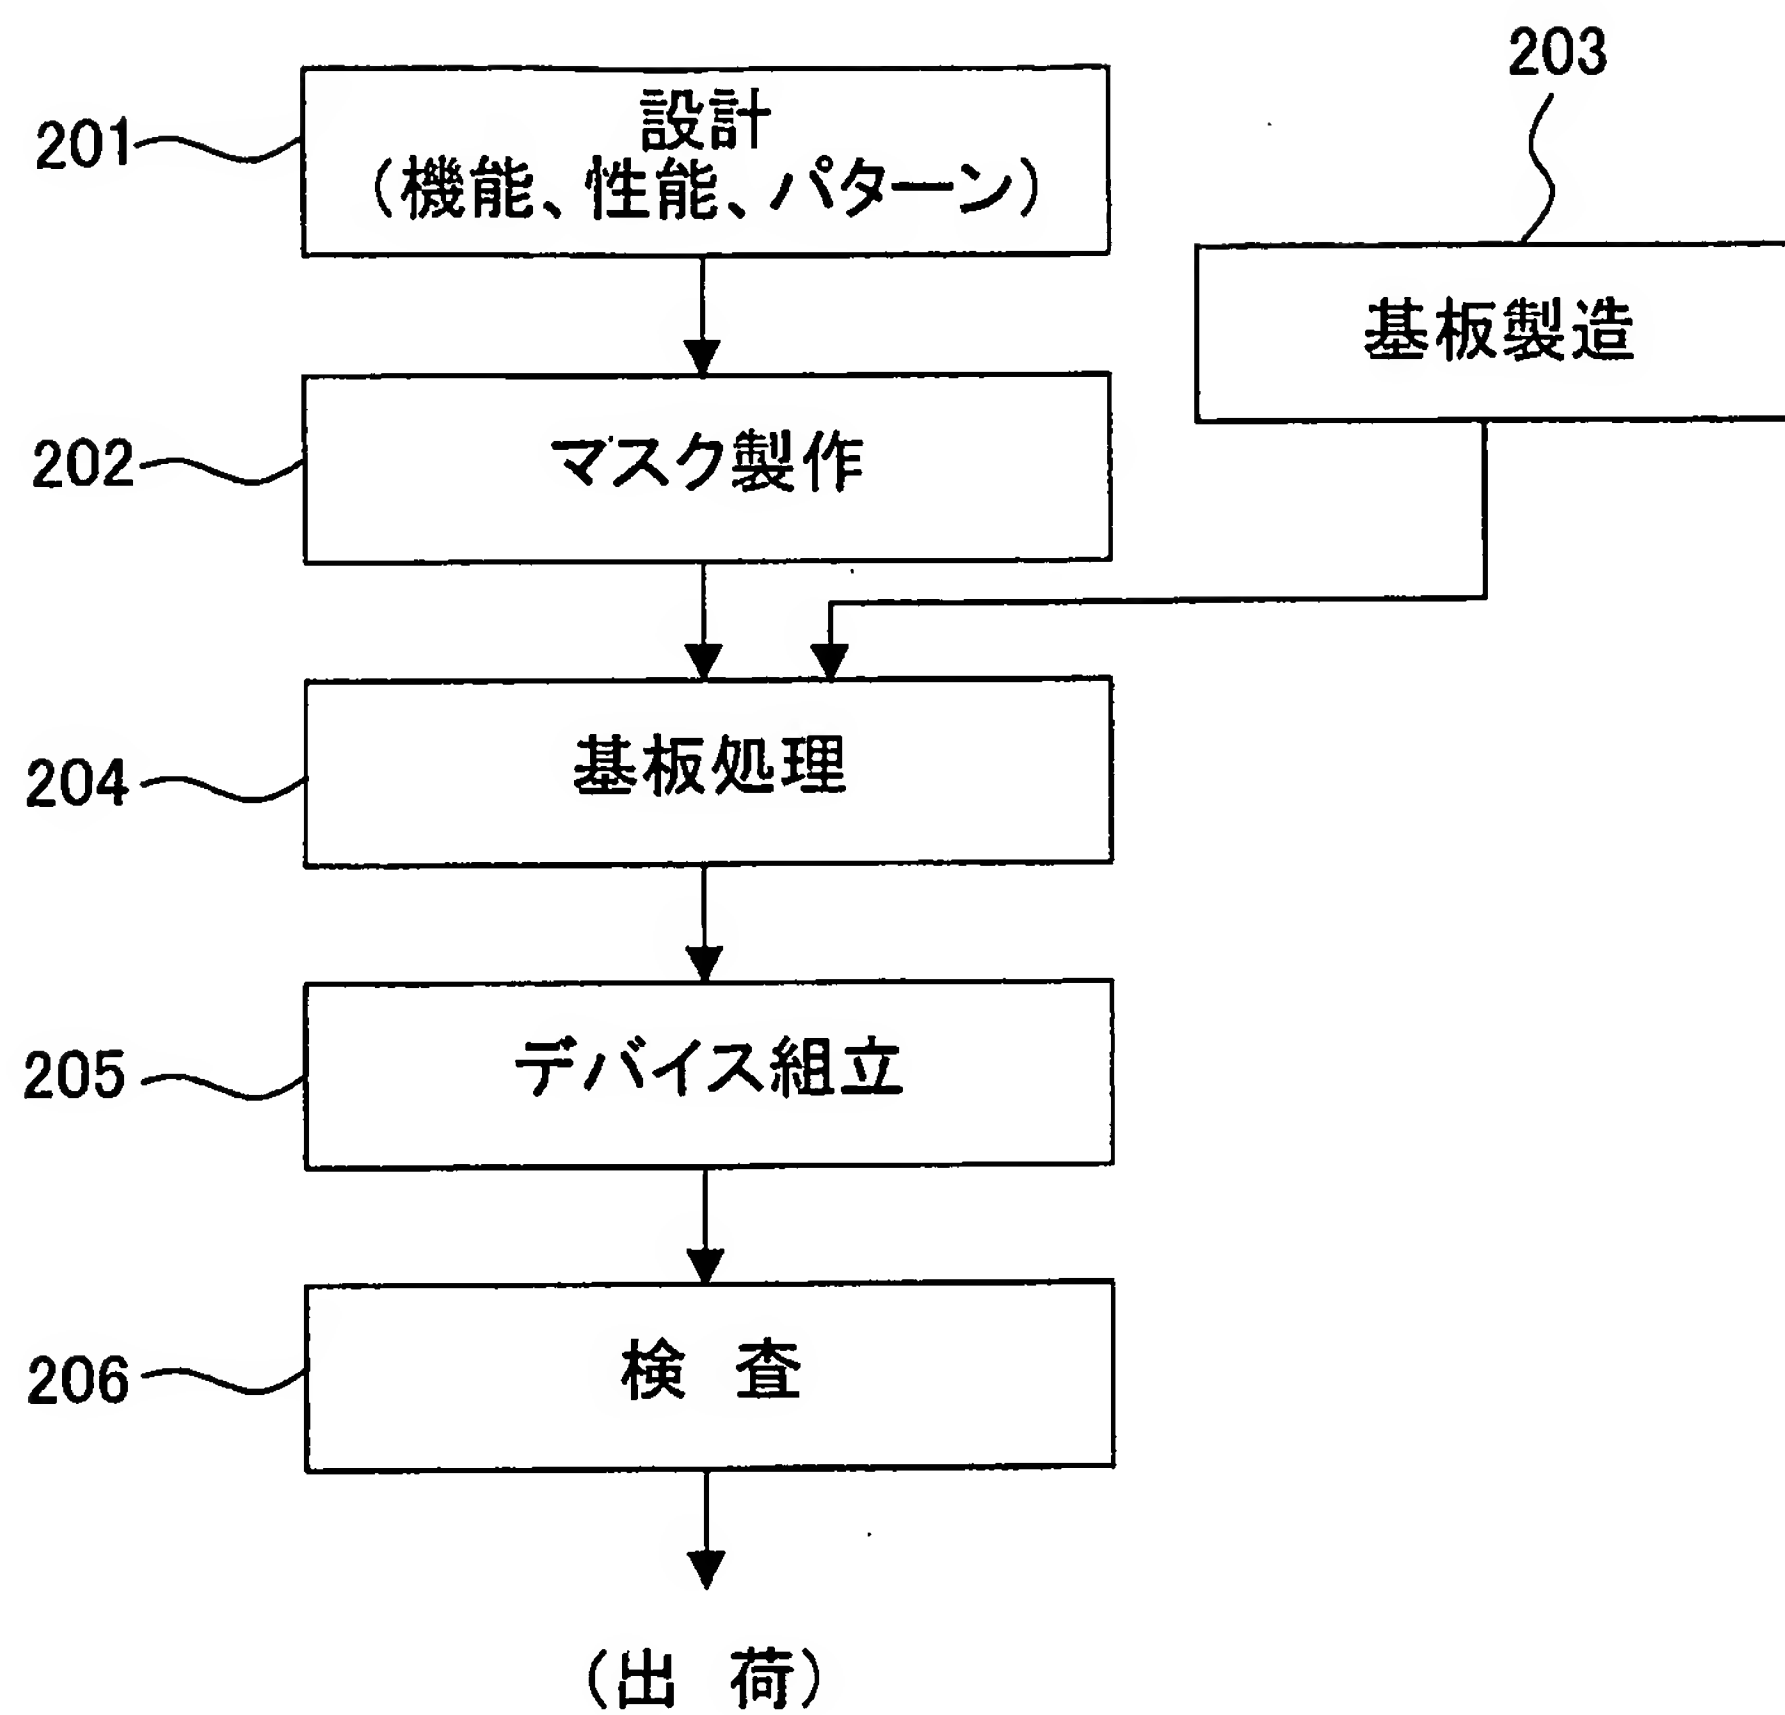 203
201
設計
(機能、性能、パターン)
基板製造
202
マスク製作
204
基板処理
205
デバイス組立
206
検 査
(出 荷)